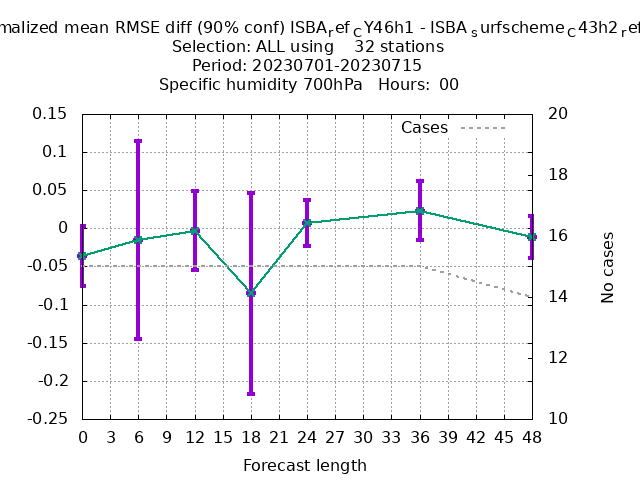 malized mean RMSE diff (90% conf) ISBA_ref_CY46h1 - ISBA_surfscheme_C43h2_ref
Selection: ALL using 32 stations
Period: 20230701-20230715
Specific humidity 700hPa Hours: 00
Cases
0.15
0.1
0.05
0
-0.05
-0.1
-0.15
-0.2
-0.25
20
18
16
14
12
10
No cases
0 3 6 9 12 15 18 21 24 27 30 33 36 39 42 45 48
Forecast length